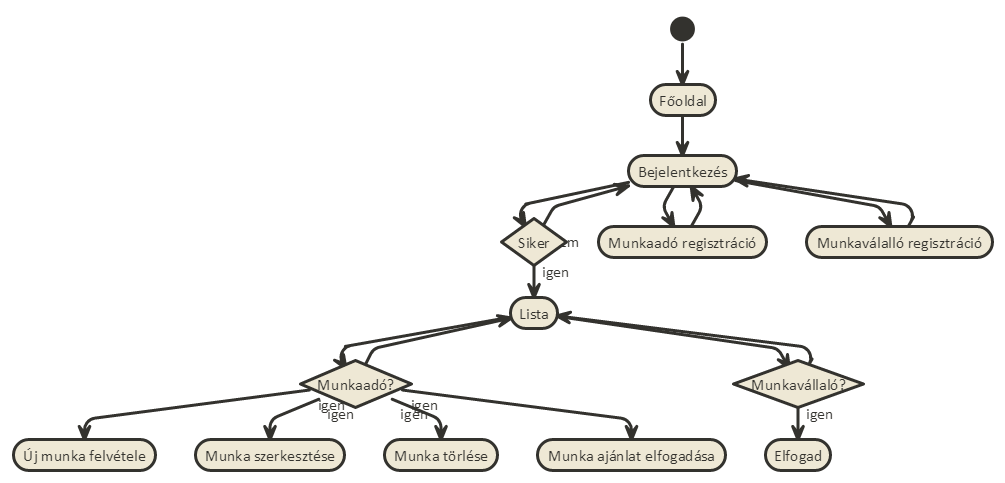 Főoldal
Bejelentkezés
Siker
em
Munkaadó regisztráció
Munkaválalló regisztráció
igen
Lista
Munkaadó?
Munkavállaló?
igen
igen
igen
igen
igen
Új munka felvétele
Munka szerkesztése
Munka törlése
Munka ajánlat elfogadása
Elfogad